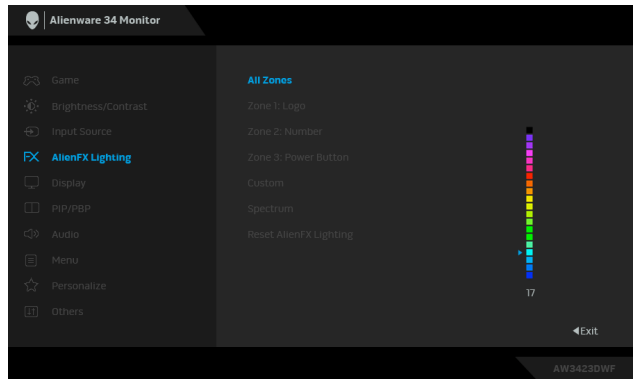 Alienware 34 Monitor
Game
Brightness/Contrast
Input Source
FX AlienFX Lighting
Display
PIP/PBP
Audio
Menu
Personalize
Others
All Zones
Zone 1: Logo
Zone 2: Number
Zone 3: Power Button
Custom
Spectrum
Reset AlienFX Lighting
17
Exit
AW3423DWF